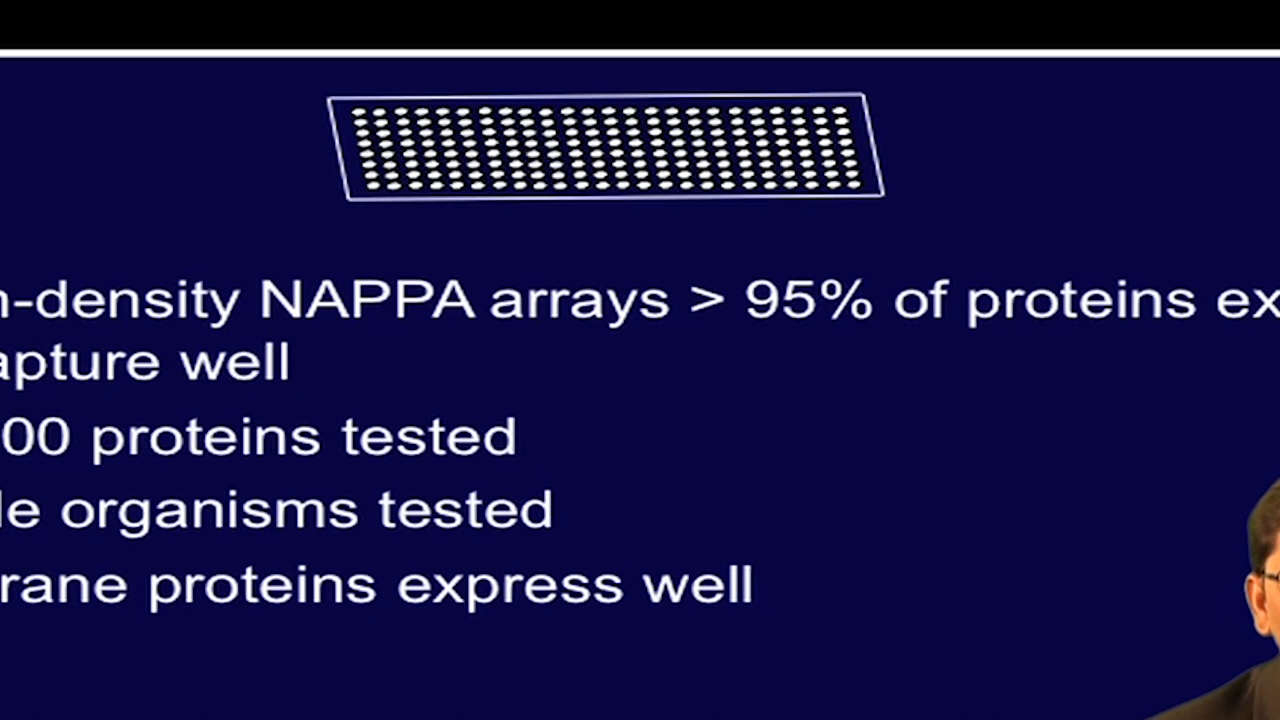 -density NAPPA arrays > 95% of proteins ex
apture well
00 proteins tested
le organisms tested
rane proteins express well